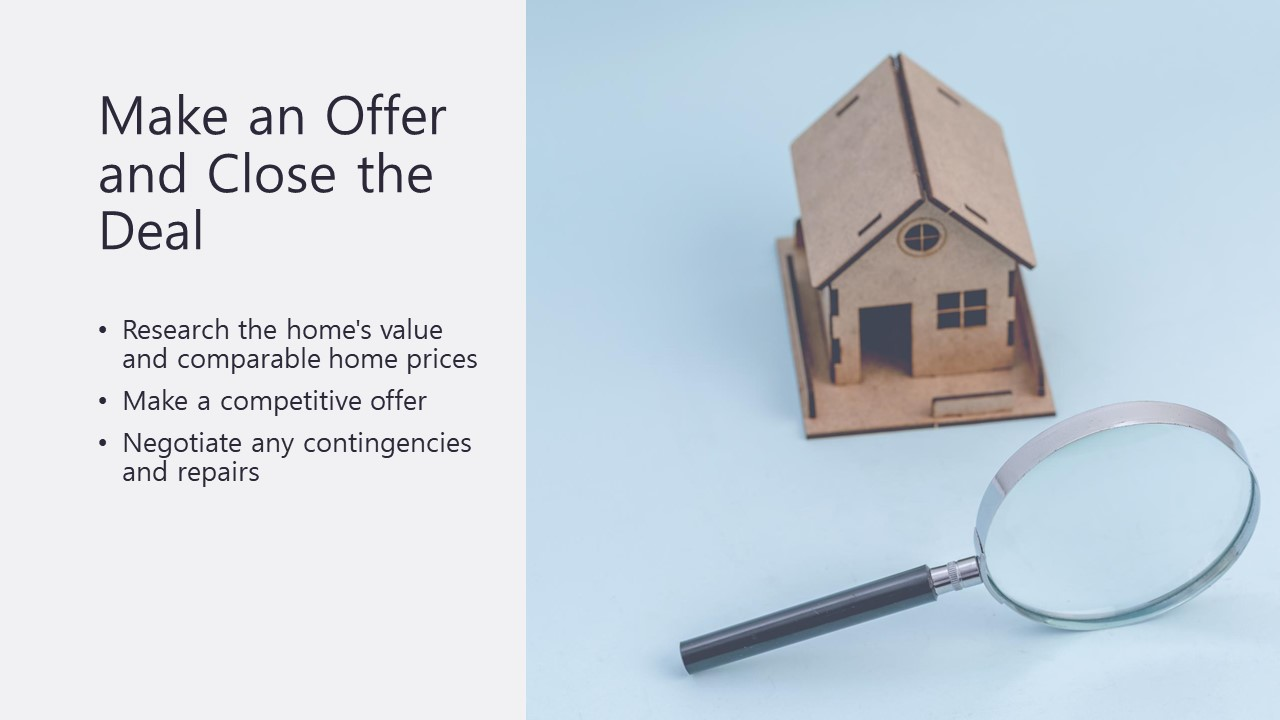 Make an Offer
and Close the
Deal
• Research the home's value
and comparable home prices
• Make a competitive offer
• Negotiate any contingencies
and repairs